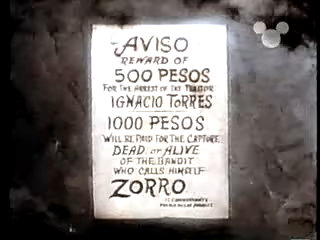 AVISO
REWARD OF
500 PESOS
FOR THE ARREST OF THE TRAITOR
IGNACIO TORRES
1000 PESOS
WILL BE PAID FOR THE CAPTURE
DEAD OR ALIVE
OF THE BANDIT
WHO CALLS HIMSELF
ZORRO